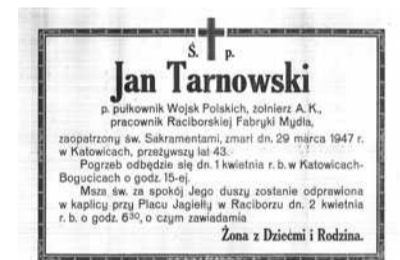 Ś. p.
Jan Tarnowski
p. pułkownik Wojsk Polskich, żołnierz A. K.,
pracownik Raciborskiej Fabryki Mydła,
zaopatrzony św. Sakramentami, zmarł dn. 29 marca 1947 r.
w Katowicach, przeżywszy lat 43.
Pogrzeb odbędzie się dn. 1 kwietnia r. b. w Katowicach-
Bogucicach o godz. 15-ej.
Msza św. za spokój Jego duszy zostanie odprawiona
w kaplicy przy Placu Jagiełły w Raciborzu dn. 2 kwietnia
r. b. o godz. 6³⁰, o czym zawiadamia
Żona z Dziećmi i Rodzina.